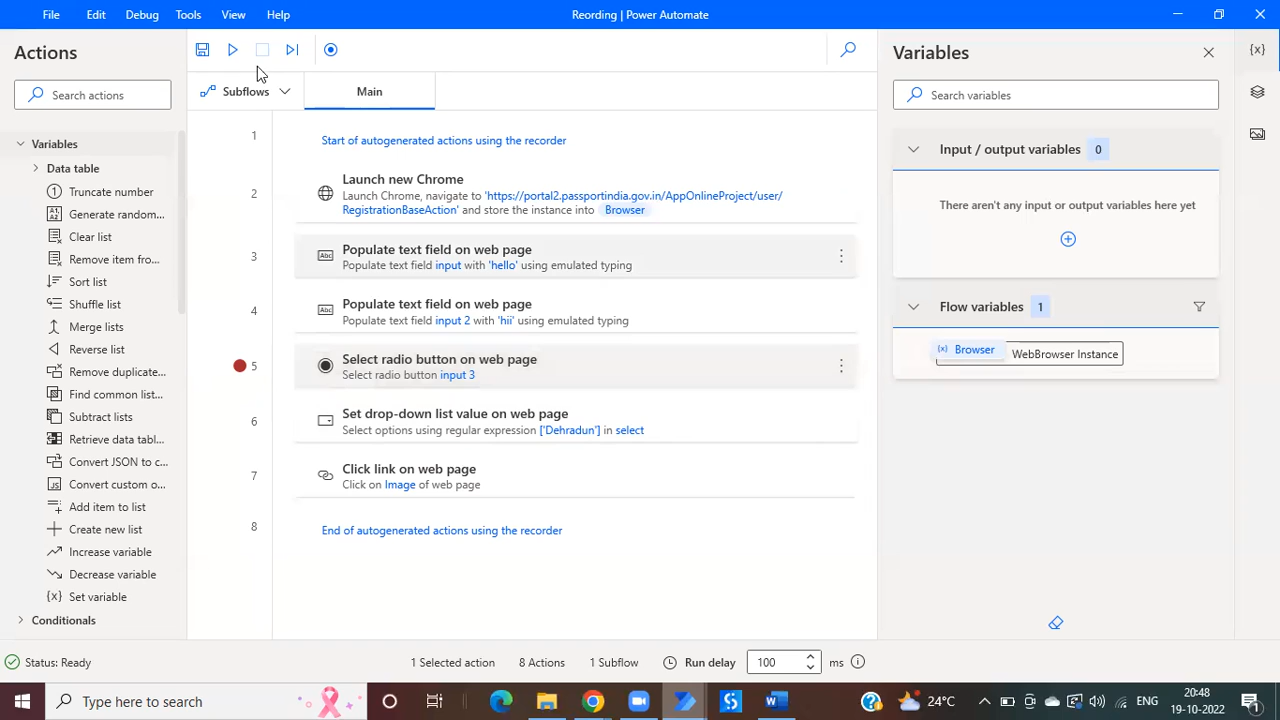 File Edit Debug Tools View Help Reording | Power Automate
Actions
Search actions
Variables
Data table
Truncate number
Generate random...
Clear list
Remove item fro...
Sort list
Shuffle list
Merge lists
Reverse list
Remove duplicate...
Find common list...
Subtract lists
Retrieve data tabl...
Convert JSON to c...
Convert custom o...
Add item to list
Create new list
Increase variable
Decrease variable
{x} Set variable
Conditionals
Subflows Main
1 Start of autogenerated actions using the recorder
2 Launch new Chrome
Launch Chrome, navigate to 'https://portal2.passportindia.gov.in/AppOnlineProject/user/
RegistrationBaseAction' and store the instance into Browser
3 Populate text field on web page
Abc Populate text field input with 'hello' using emulated typing
4 Populate text field on web page
Abc Populate text field input 2 with 'hii' using emulated typing
5 Select radio button on web page
Select radio button input 3
6 Set drop-down list value on web page
Select options using regular expression ['Dehradun'] in select
7 Click link on web page
Click on Image of web page
8 End of autogenerated actions using the recorder
Variables
{x}
Search variables
Input / output variables 0
There aren't any input or output variables here yet
Flow variables 1
(x) Browser WebBrowser Instance
Status: Ready 1 Selected action 8 Actions 1 Subflow Run delay 100 ms
Type here to search
24°C ENG 20:48
19-10-2022
1